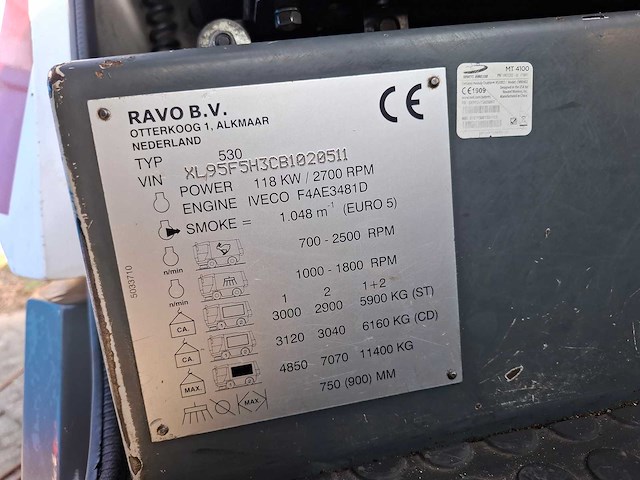 RAVO B.V.
OTTERKOOG 1, ALKMAAR
NEDERLAND
TYP 530
VIN XL95F5H3CB1020511
POWER 118 KW / 2700 RPM
ENGINE IVECO F4AE3481D
SMOKE = 1.048 m-1 (EURO 5)
n/min 700 - 2500 RPM
n/min 1000 - 1800 RPM
1 2 1+2
CA. 3000 2900 5900 KG (ST)
CA. 3120 3040 6160 KG (CD)
MAX. 4850 7070 11400 KG
MAX 750 (900) MM
5033710
CE
MT 4100
CE1909